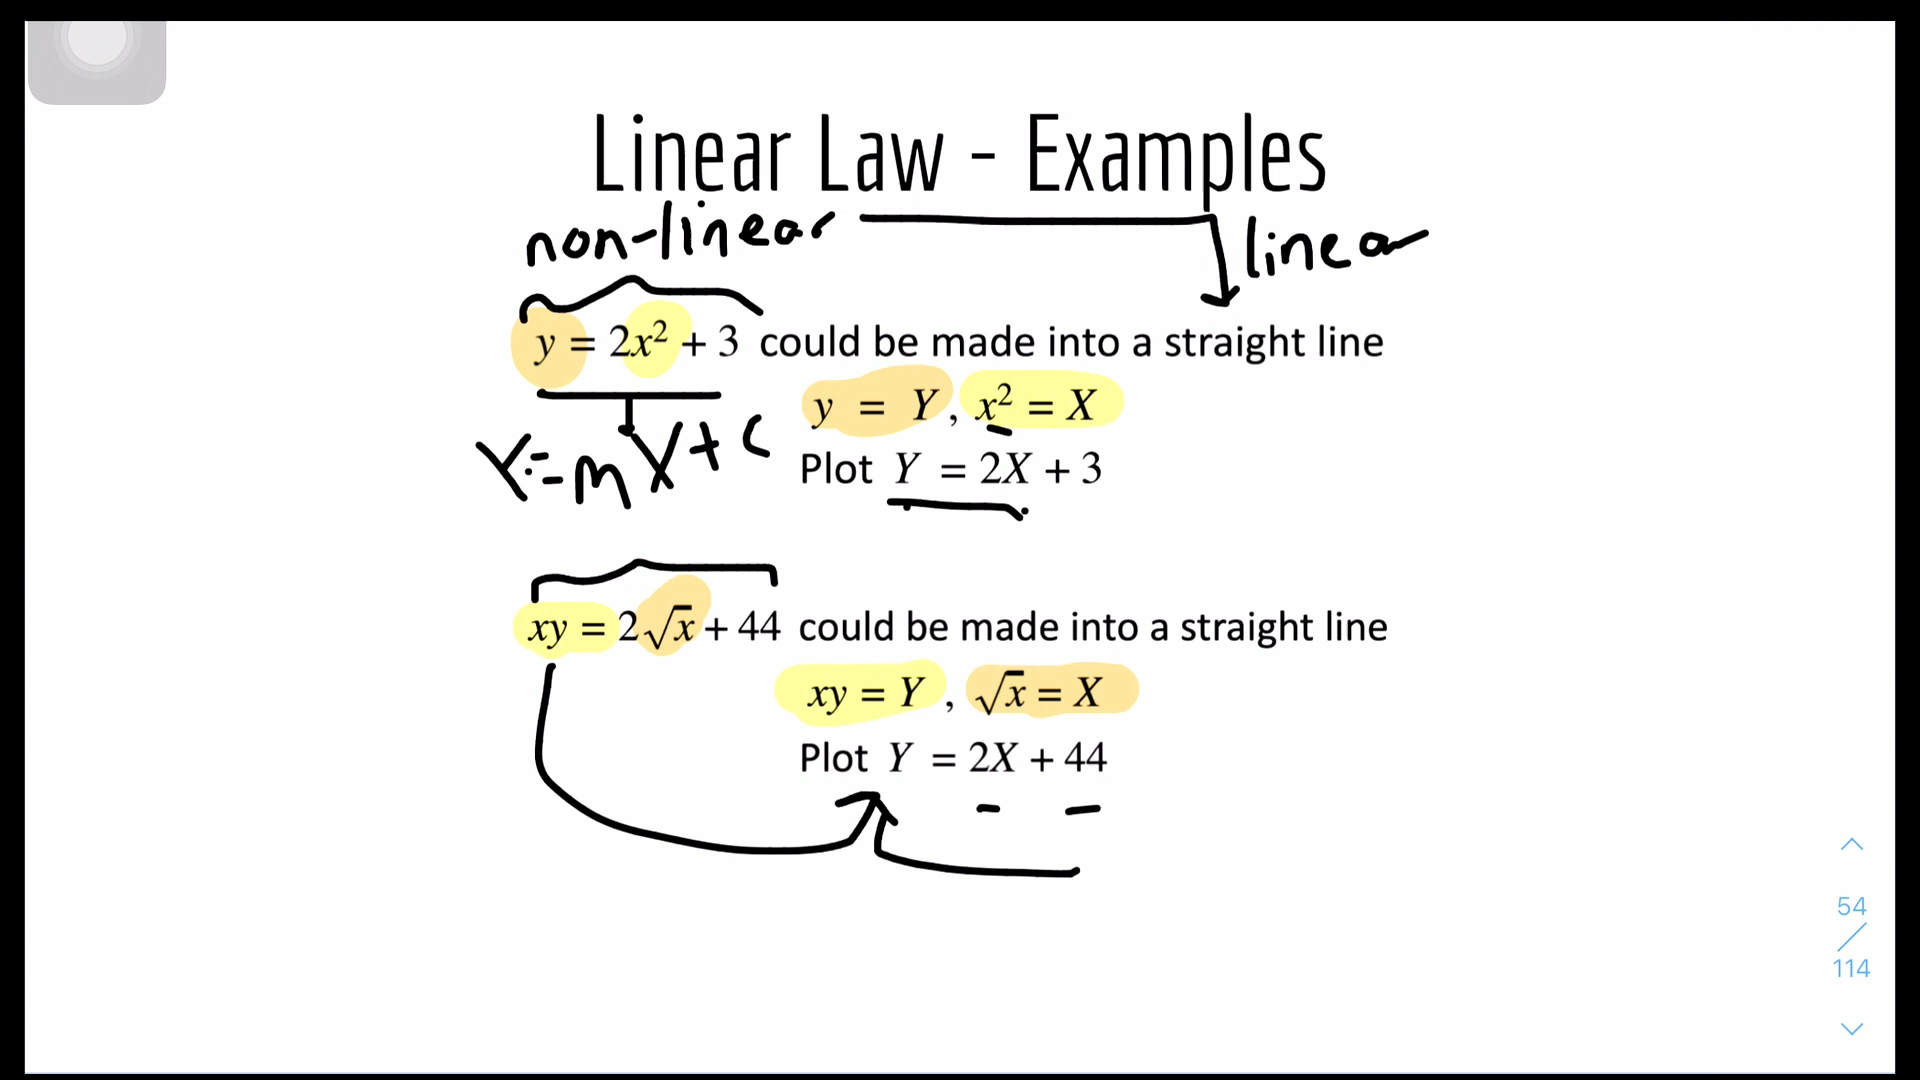 Linear Law - Examples
non-linear
linear
y = 2x² + 3 could be made into a straight line
y = Y, x² = X
Y = mX + c
Plot Y = 2X + 3
xy = 2√x + 44 could be made into a straight line
xy = Y, √x = X
Plot Y = 2X + 44
54
/
114